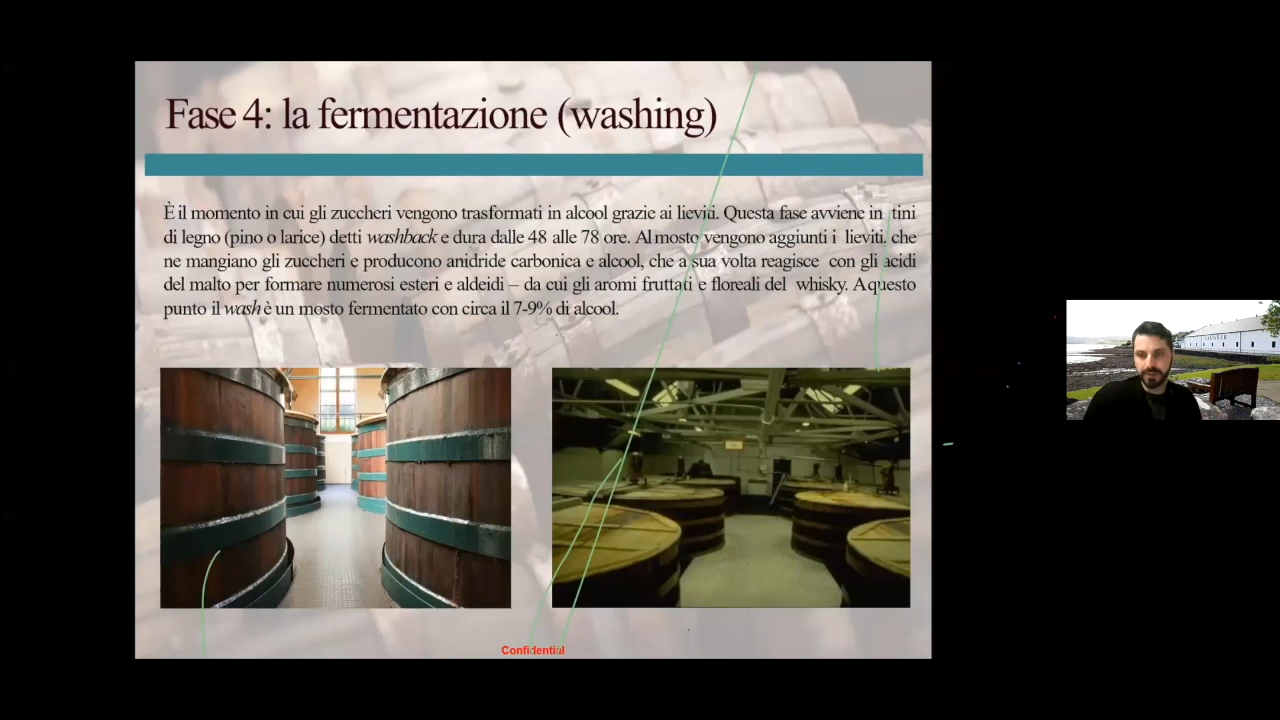 Fase 4: la fermentazione (washing)
È il momento in cui gli zuccheri vengono trasformati in alcool grazie ai lieviti. Questa fase avviene in tini
di legno (pino o larice) detti washback e dura dalle 48 alle 78 ore. Al mosto vengono aggiunti i lieviti. che
ne mangiano gli zuccheri e producono anidride carbonica e alcool, che a sua volta reagisce con gli acidi
del malto per formare numerosi esteri e aldeidi – da cui gli aromi fruttati e floreali del whisky. A questo
punto il wash è un mosto fermentato con circa il 7-9% di alcool.
Confidential